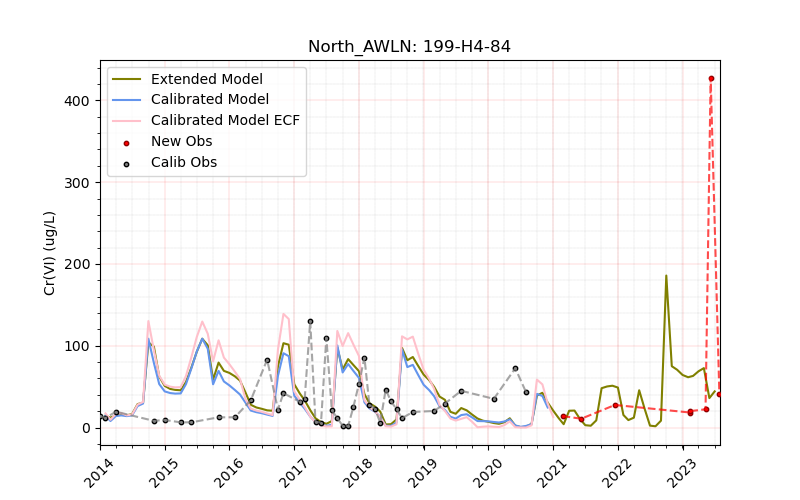 North_AWLN: 199-H4-84
Extended Model
Calibrated Model
Calibrated Model ECF
New Obs
Calib Obs
Cr(VI) (ug/L)
400
300
200
100
0
2014 2015 2016 2017 2018 2019 2020 2021 2022 2023